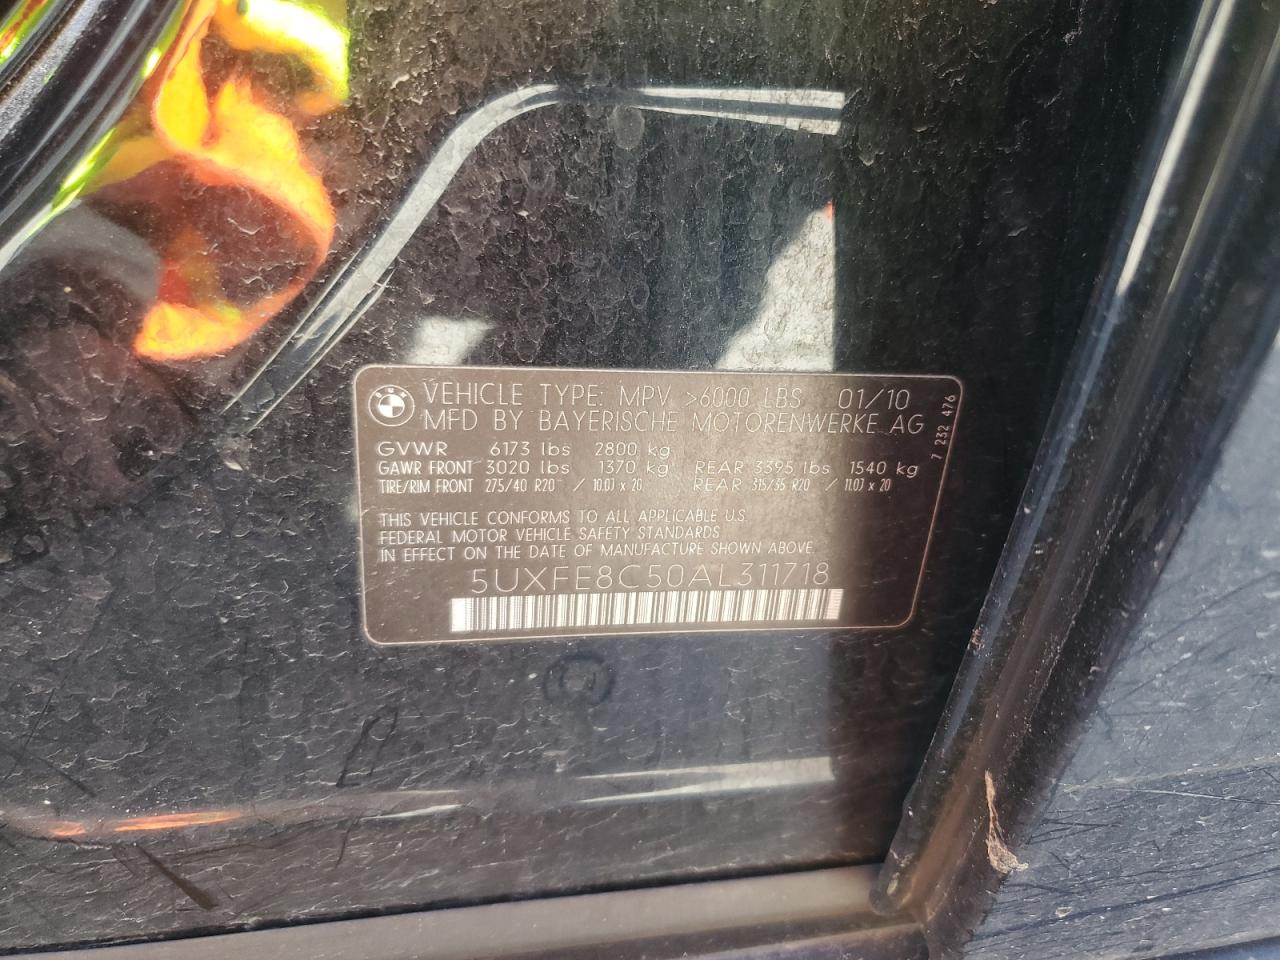 BMW
VEHICLE TYPE: MPV >6000 LBS 01/10
MFD BY BAYERISCHE MOTORENWERKE AG
GVWR 6173 lbs 2800 kg
GAWR FRONT 3020 lbs 1370 kg REAR 3395 lbs 1540 kg
TIRE/RIM FRONT 275/40 R20 / 10.0J x 20 REAR 315/35 R20 / 11.0J x 20
THIS VEHICLE CONFORMS TO ALL APPLICABLE U.S.
FEDERAL MOTOR VEHICLE SAFETY STANDARDS
IN EFFECT ON THE DATE OF MANUFACTURE SHOWN ABOVE.
5UXFE8C50AL311718
7 232 476